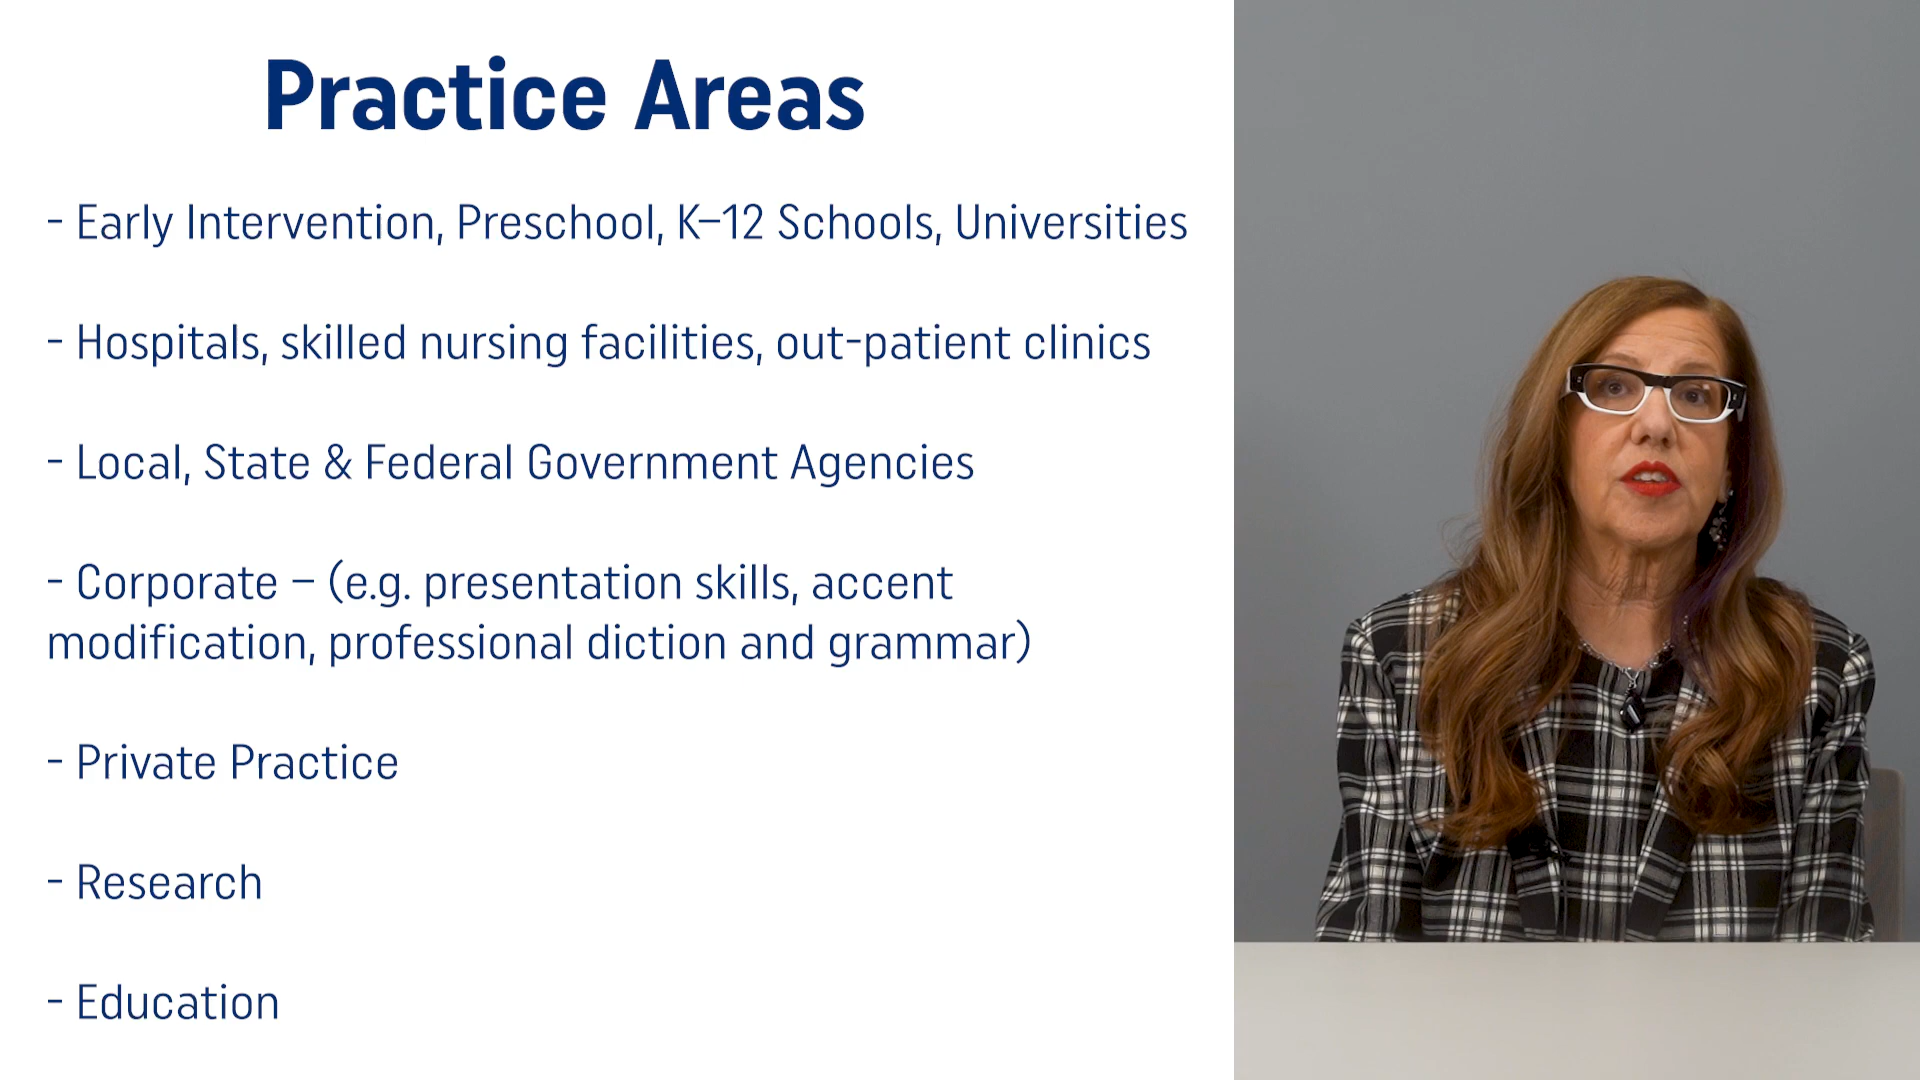 Practice Areas
- Early Intervention, Preschool, K–12 Schools, Universities
- Hospitals, skilled nursing facilities, out-patient clinics
- Local, State & Federal Government Agencies
- Corporate – (e.g. presentation skills, accent
modification, professional diction and grammar)
- Private Practice
- Research
- Education